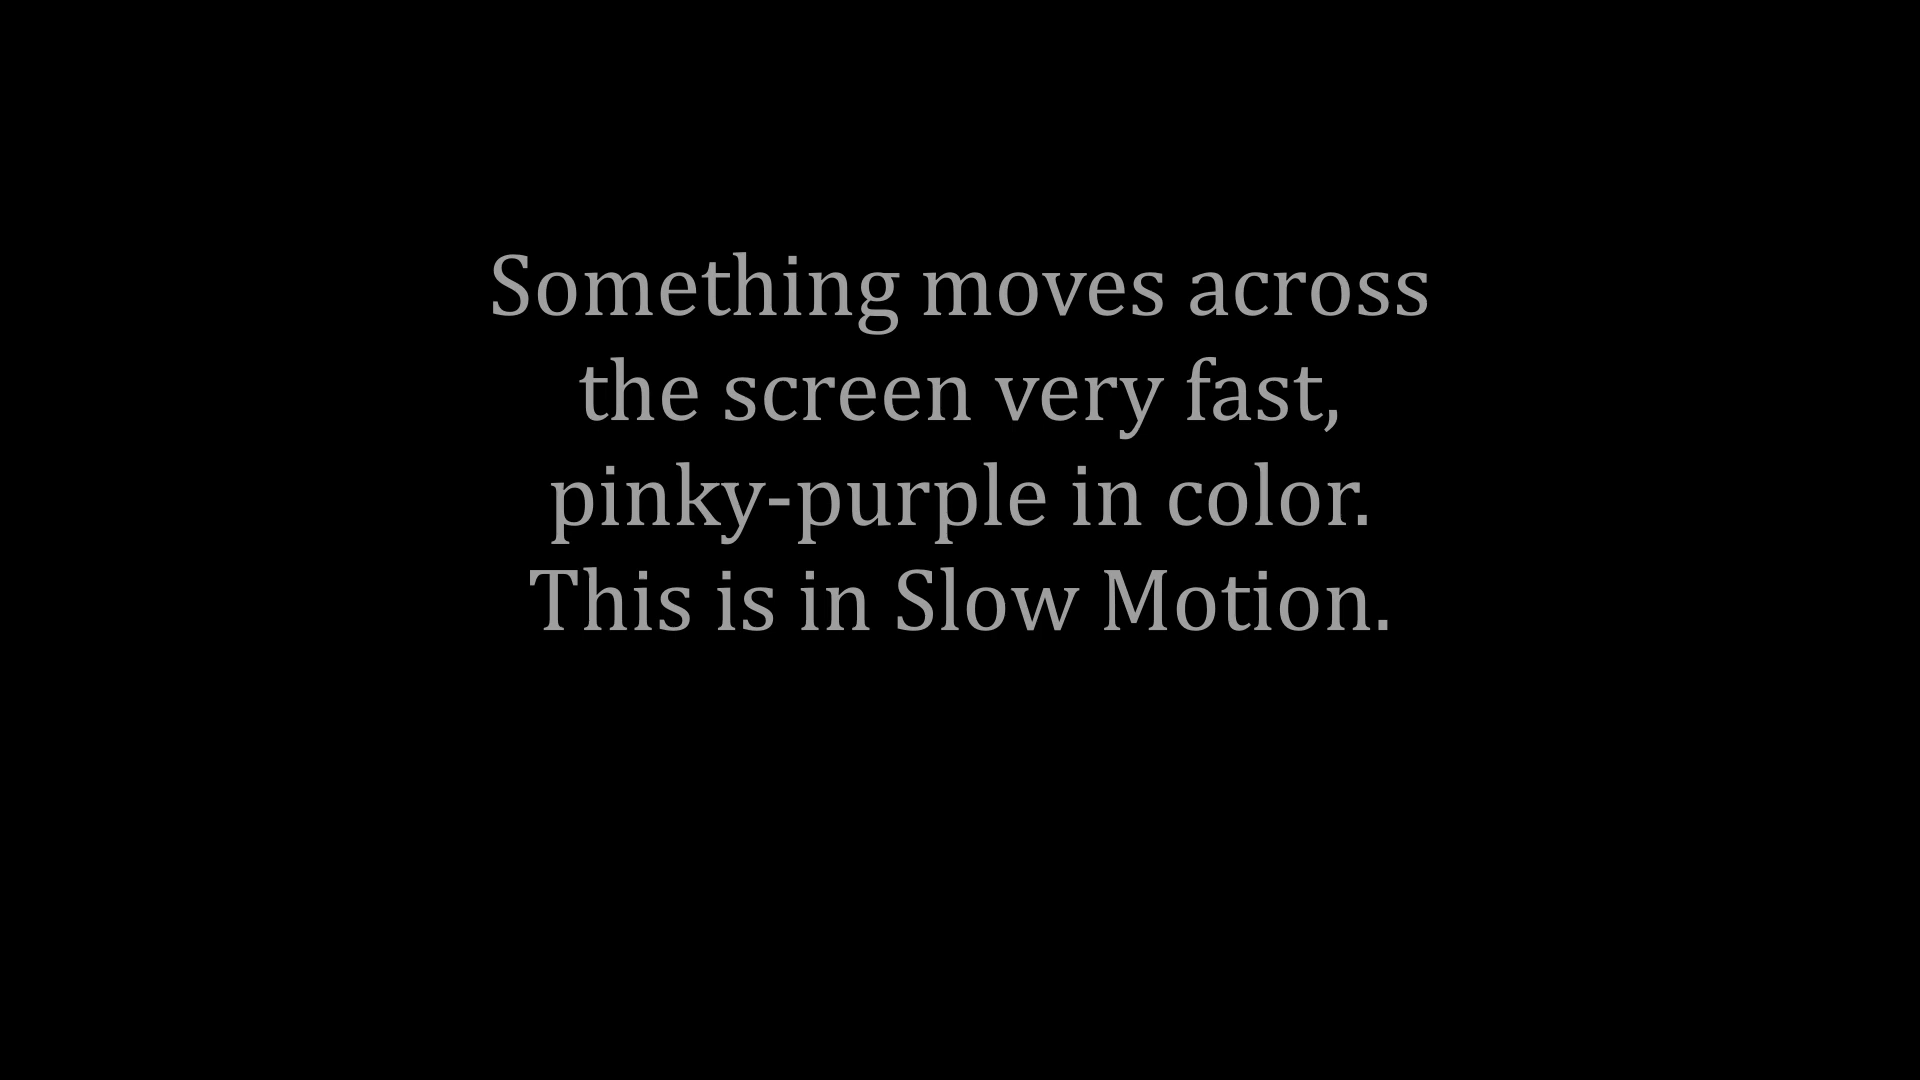 Something moves across
the screen very fast,
pinky-purple in color.
This is in Slow Motion.